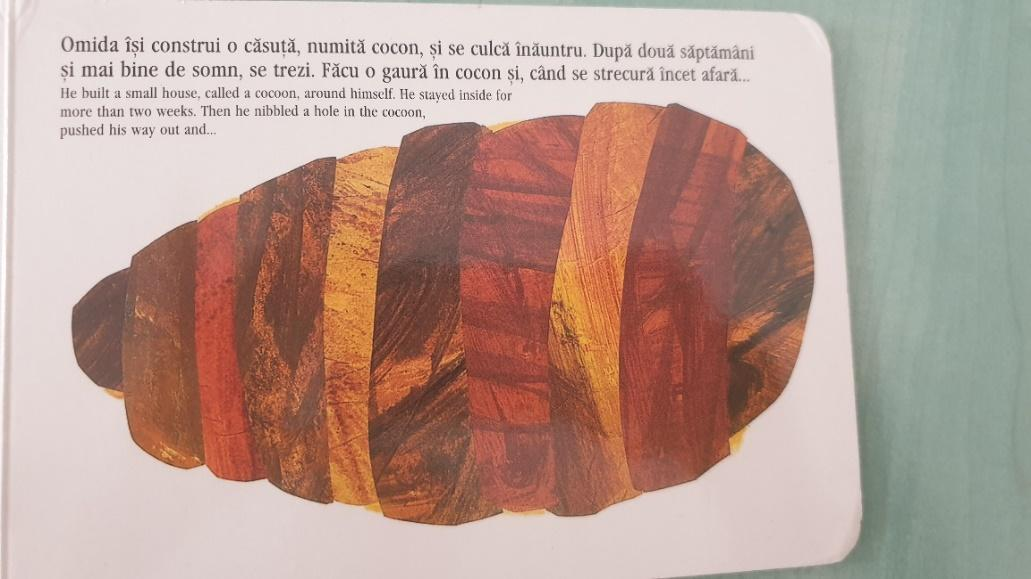 Omida își construi o căsuță, numită cocon, și se culcă înăuntru. După două săptămâni
și mai bine de somn, se trezi. Făcu o gaură în cocon și, când se strecură încet afară...
He built a small house, called a cocoon, around himself. He stayed inside for
more than two weeks. Then he nibbled a hole in the cocoon,
pushed his way out and...